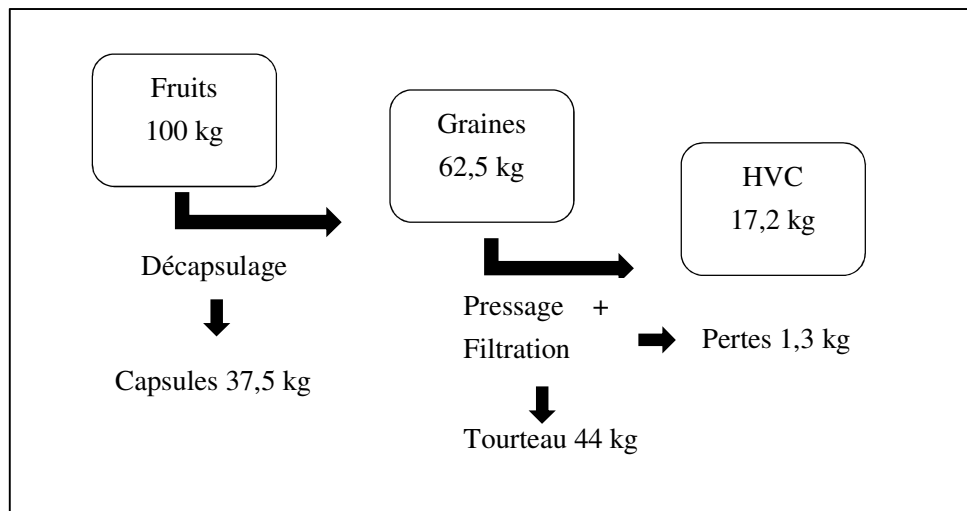 Fruits
100 kg
Graines
62,5 kg
HVC
17,2 kg
Décapsulage
Pressage +
Filtration
Pertes 1,3 kg
Capsules 37,5 kg
Tourteau 44 kg